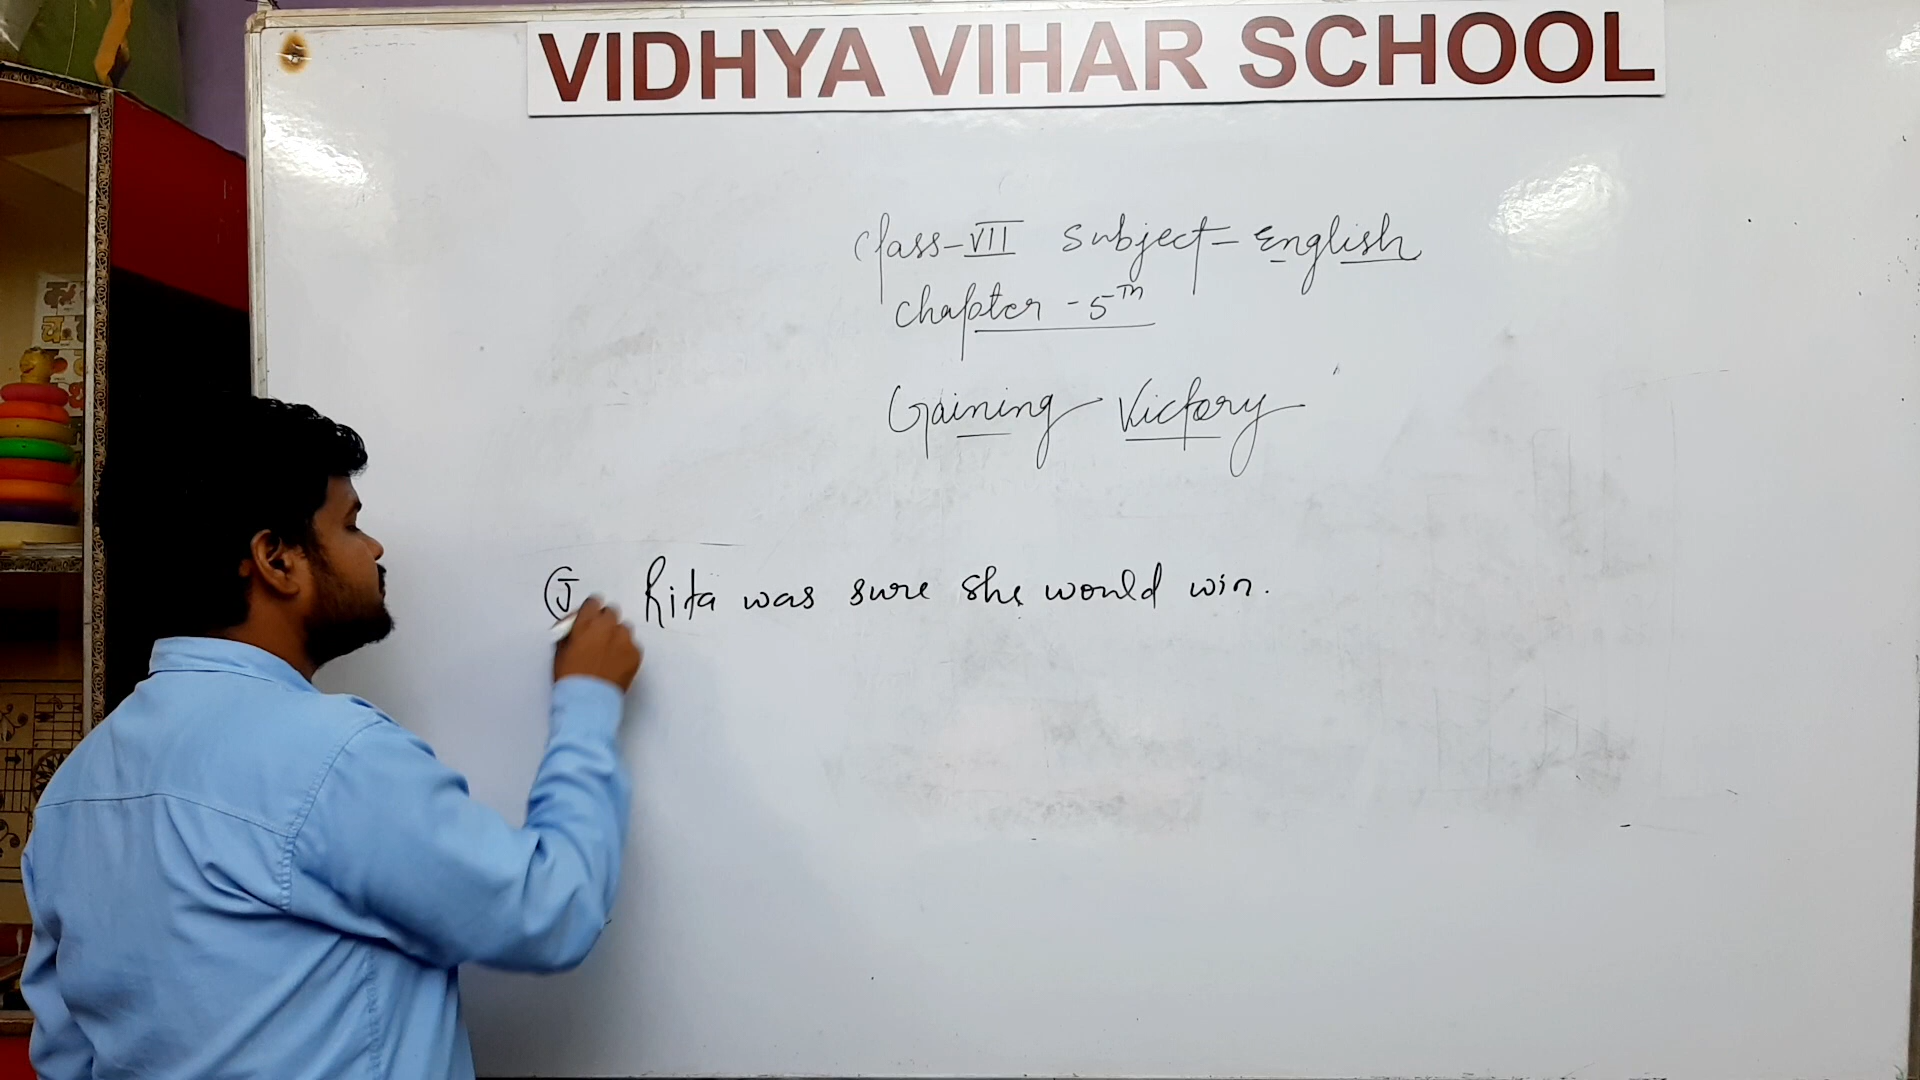 VIDHYA VIHAR SCHOOL
Class-VII Subject- English
Chapter-5Th
Gaining Victory
J Rita was sure she would win.